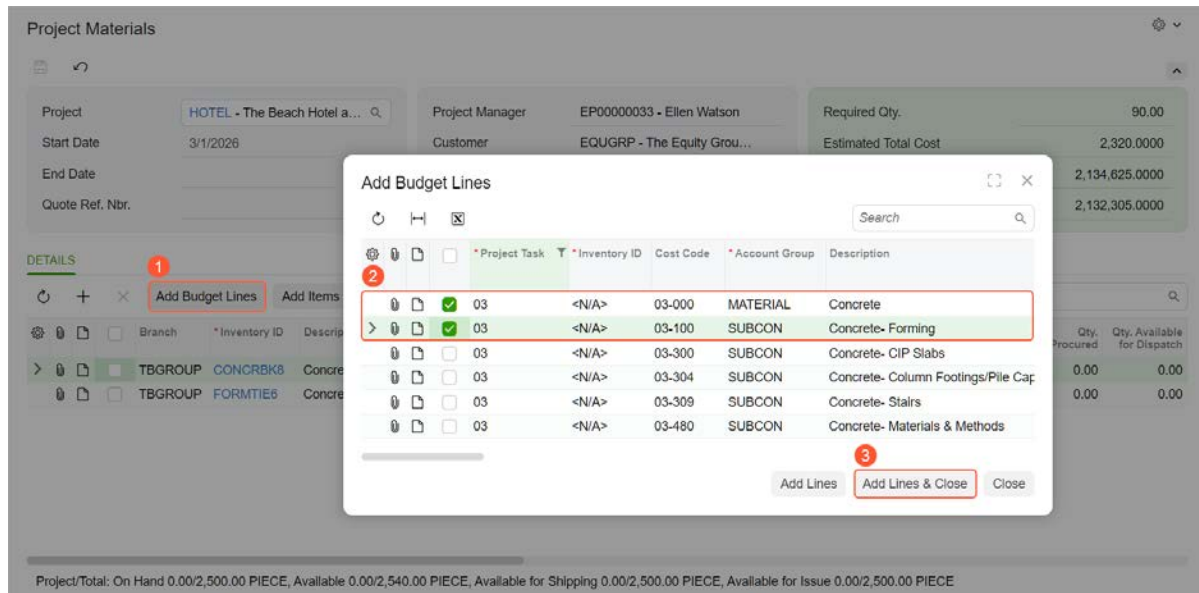 Project Materials
Project HOTEL - The Beach Hotel a... Project Manager EP00000033 - Ellen Watson Required Qty. 90.00
Start Date 3/1/2026 Customer EQUGRP - The Equity Grou... Estimated Total Cost 2,320.0000
End Date 2,134,625.0000
Quote Ref. Nbr. 2,132,305.0000
Add Budget Lines
Search
* Project Task * Inventory ID Cost Code * Account Group Description
2
03 <N/A> 03-000 MATERIAL Concrete
03 <N/A> 03-100 SUBCON Concrete- Forming
03 <N/A> 03-300 SUBCON Concrete- CIP Slabs
03 <N/A> 03-304 SUBCON Concrete- Column Footings/Pile Cap
03 <N/A> 03-309 SUBCON Concrete- Stairs
03 <N/A> 03-480 SUBCON Concrete- Materials & Methods
3
Add Lines Add Lines & Close Close
DETAILS
1
Add Budget Lines Add Items
Branch * Inventory ID Descrip Qty. Procured Qty. Available for Dispatch
TBGROUP CONCRBK8 Concre 0.00 0.00
TBGROUP FORMTIE6 Concre 0.00 0.00
Project/Total: On Hand 0.00/2,500.00 PIECE, Available 0.00/2,540.00 PIECE, Available for Shipping 0.00/2,500.00 PIECE, Available for Issue 0.00/2,500.00 PIECE